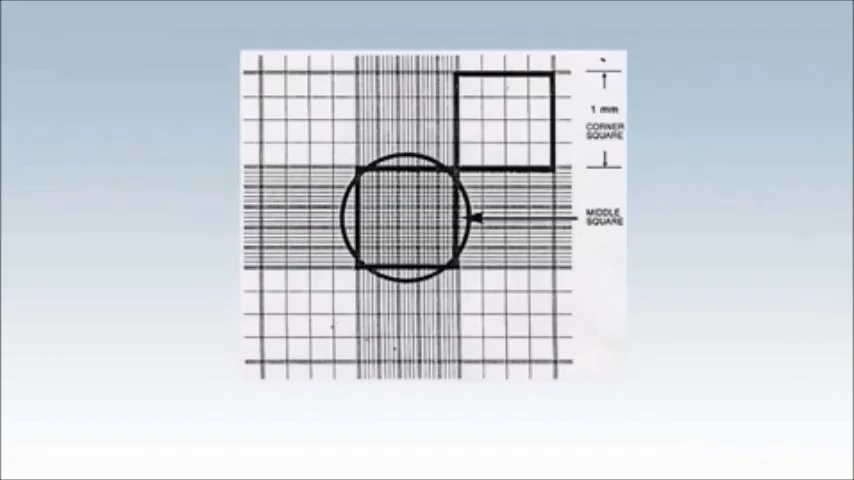 1 mm
CORNER
SQUARE
MIDDLE
SQUARE